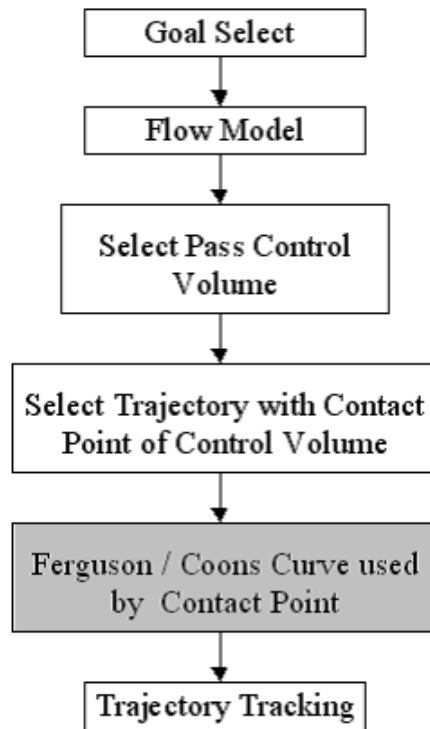 Goal Select
Flow Model
Select Pass Control
Volume
Select Trajectory with Contact
Point of Control Volume
Ferguson / Coons Curve used
by Contact Point
Trajectory Tracking